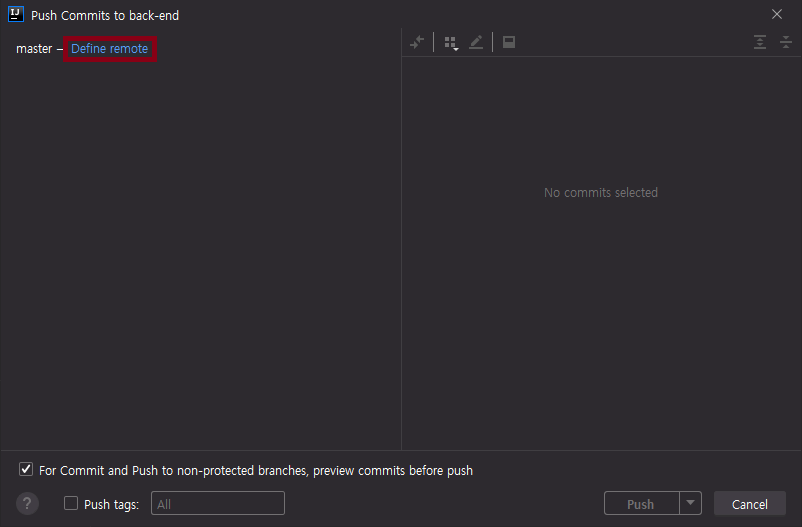 IJ
Push Commits to back-end
master – Define remote
No commits selected
For Commit and Push to non-protected branches, preview commits before push
?
Push tags:
All
Push
Cancel